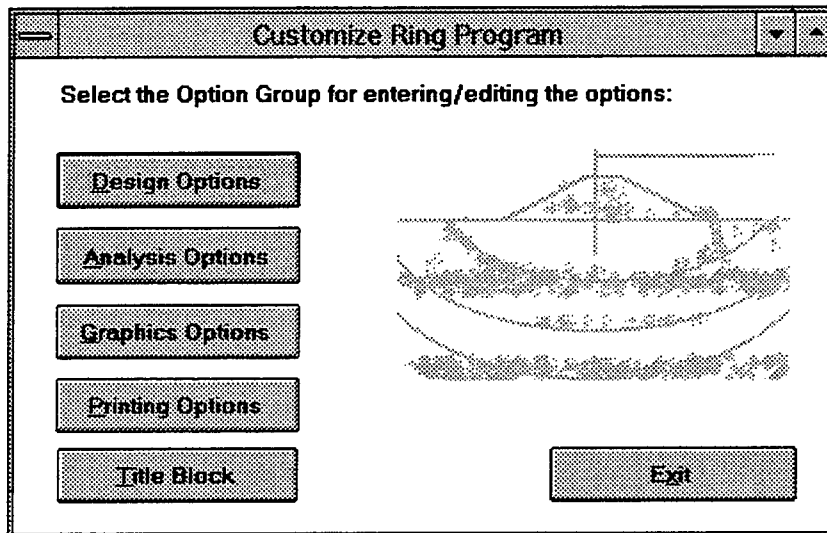 Customize Ring Program
Select the Option Group for entering/editing the options:
Design Options
Analysis Options
Graphics Options
Printing Options
Title Block
Exit